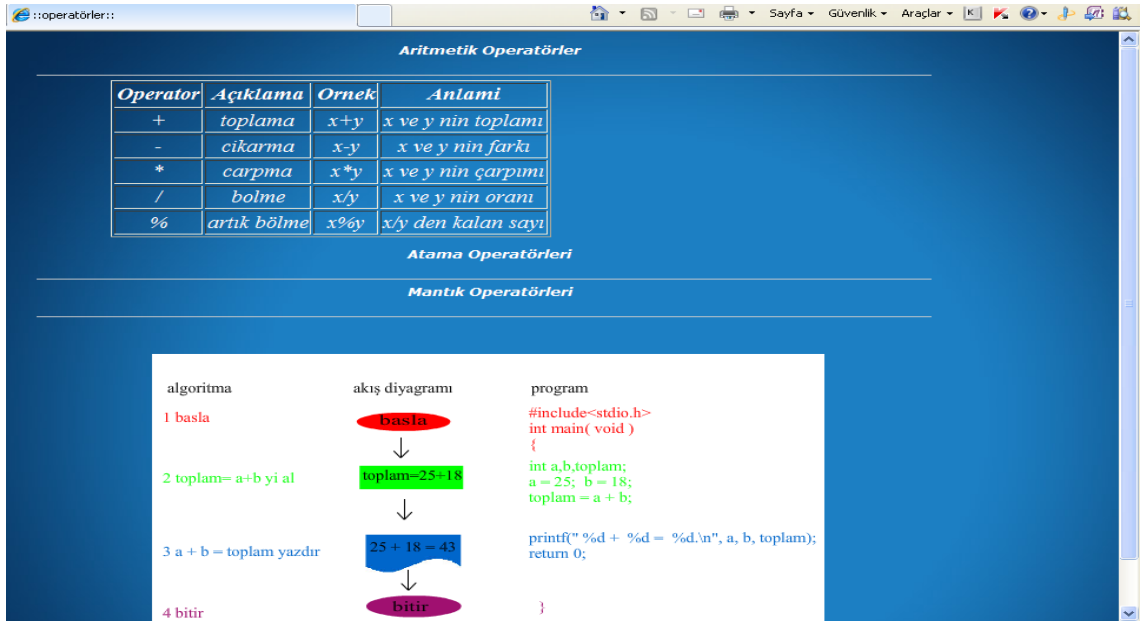 ::operatörler::
Sayfa Güvenlik Araçlar K
Aritmetik Operatörler
Operator Açıklama Ornek Anlami
+ toplama x+y x ve y nin toplamı
- cikarma x-y x ve y nin farkı
* carpma x*y x ve y nin çarpımı
/ bolme x/y x ve y nin oranı
% artık bölme x%y x/y den kalan sayı
Atama Operatörleri
Mantık Operatörleri
algoritma akış diyagramı program
1 basla basla #include<stdio.h>
int main( void )
{
2 toplam= a+b yi al toplam=25+18 int a,b,toplam;
a = 25; b = 18;
toplam = a + b;
3 a + b = toplam yazdır 25 + 18 = 43 printf(" %d + %d = %d.\n", a, b, toplam);
return 0;
4 bitir bitir }